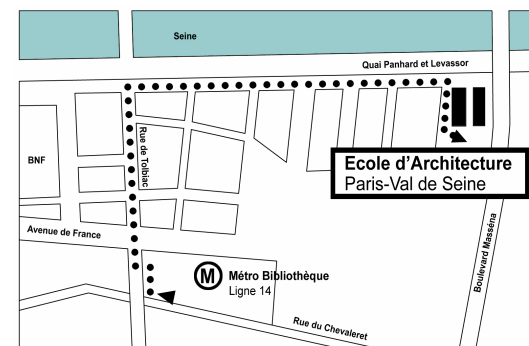 Seine
Quai Panhard et Levassor
Rue de Tolbiac
BNF
Ecole d'Architecture
Paris-Val de Seine
Avenue de France
Boulevard Masséna
M
Métro Bibliothèque
Ligne 14
Rue du Chevaleret